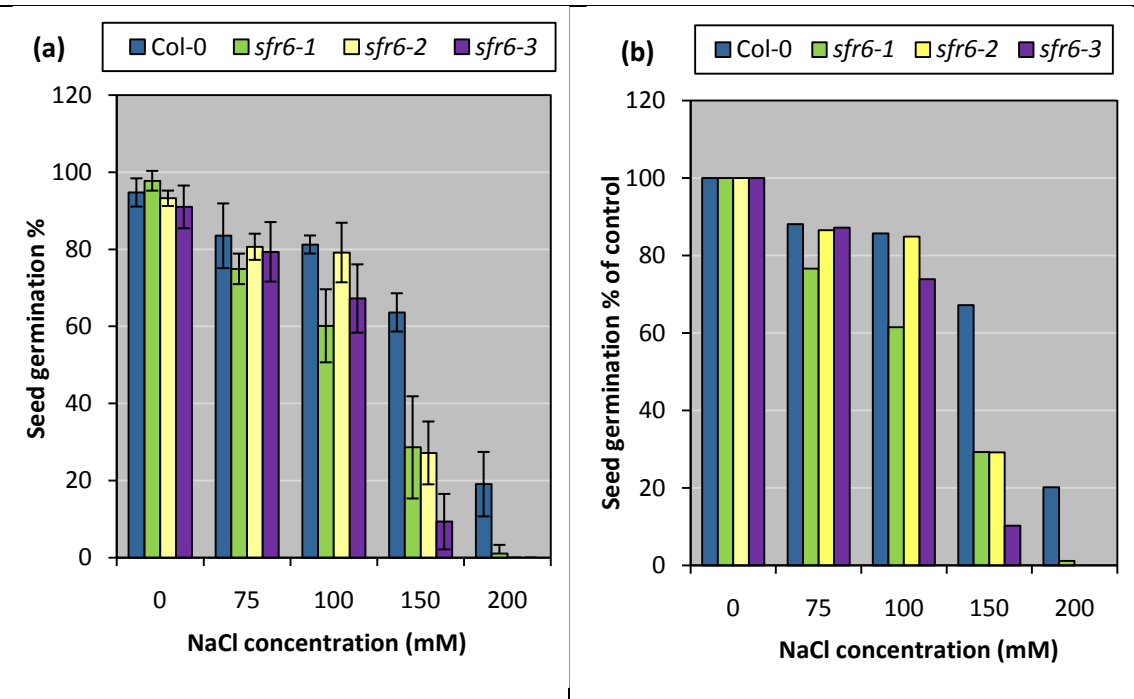 (a)
Col-0 sfr6-1 sfr6-2 sfr6-3
120
100
80
60
40
20
0
Seed germination %
0 75 100 150 200
NaCl concentration (mM)
(b)
Col-0 sfr6-1 sfr6-2 sfr6-3
120
100
80
60
40
20
0
Seed germination % of control
0 75 100 150 200
NaCl concentration (mM)